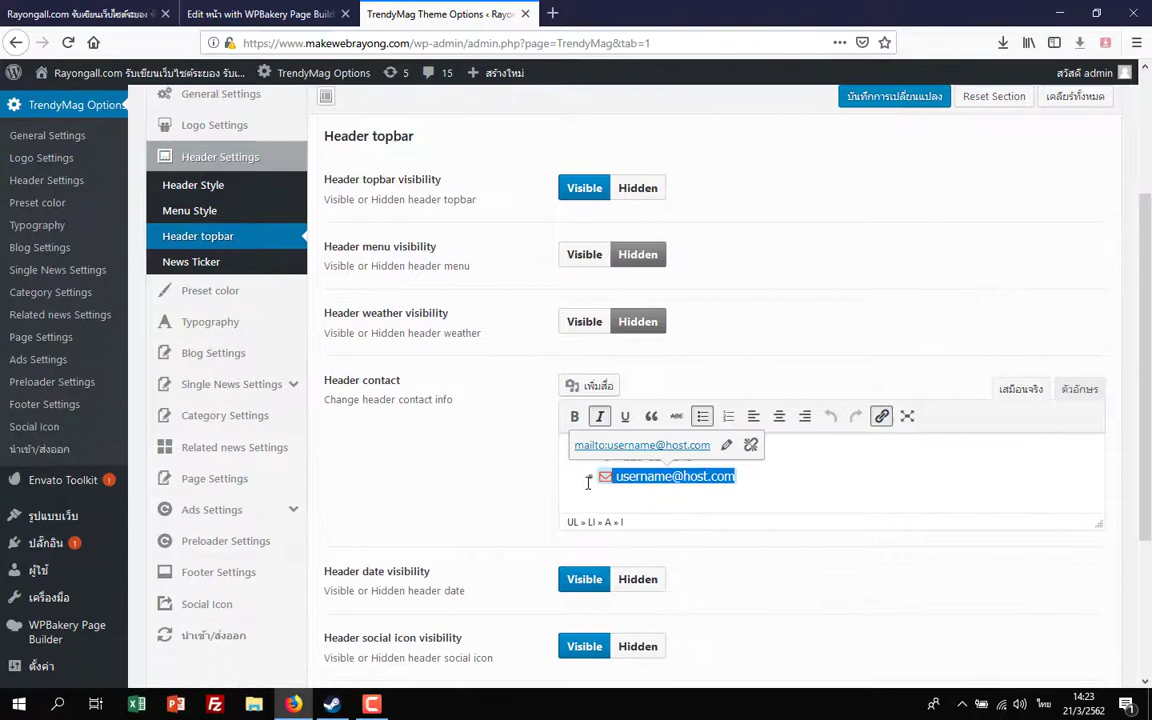 Rayongall.com รับเขียนเว็บไซต์ระยอง
Edit หน้า with WPBakery Page Build
TrendyMag Theme Options ‹ Rayo
https://www.makewebrayong.com/wp-admin/admin.php?page=TrendyMag&tab=1
Rayongall.com รับเขียนเว็บไซต์ระยอง รับเ...
TrendyMag Options
5
15
สร้างใหม่
สวัสดี admin
TrendyMag Options
General Settings
Logo Settings
Header Settings
Preset color
Typography
Blog Settings
Single News Settings
Category Settings
Related news Settings
Page Settings
Ads Settings
Preloader Settings
Footer Settings
Social Icon
นำเข้า/ส่งออก
Envato Toolkit 1
รูปแบบเว็บ
ปลั๊กอิน 1
ผู้ใช้
เครื่องมือ
WPBakery Page
Builder
ตั้งค่า
General Settings
Logo Settings
Header Settings
Header Style
Menu Style
Header topbar
News Ticker
Preset color
Typography
Blog Settings
Single News Settings
Category Settings
Related news Settings
Page Settings
Ads Settings
Preloader Settings
Footer Settings
Social Icon
นำเข้า/ส่งออก
บันทึกการเปลี่ยนแปลง
Reset Section
เคลียร์ทั้งหมด
Header topbar
Header topbar visibility
Visible or Hidden header topbar
Visible Hidden
Header menu visibility
Visible or Hidden header menu
Visible Hidden
Header weather visibility
Visible or Hidden header weather
Visible Hidden
Header contact
Change header contact info
เพิ่มสื่อ
เสมือนจริง
ตัวอักษร
B I U ABC
mailto:username@host.com
username@host.com
UL » LI » A » I
Header date visibility
Visible or Hidden header date
Visible Hidden
Header social icon visibility
Visible or Hidden header social icon
Visible Hidden
ไทย
14:23
21/3/2562
1